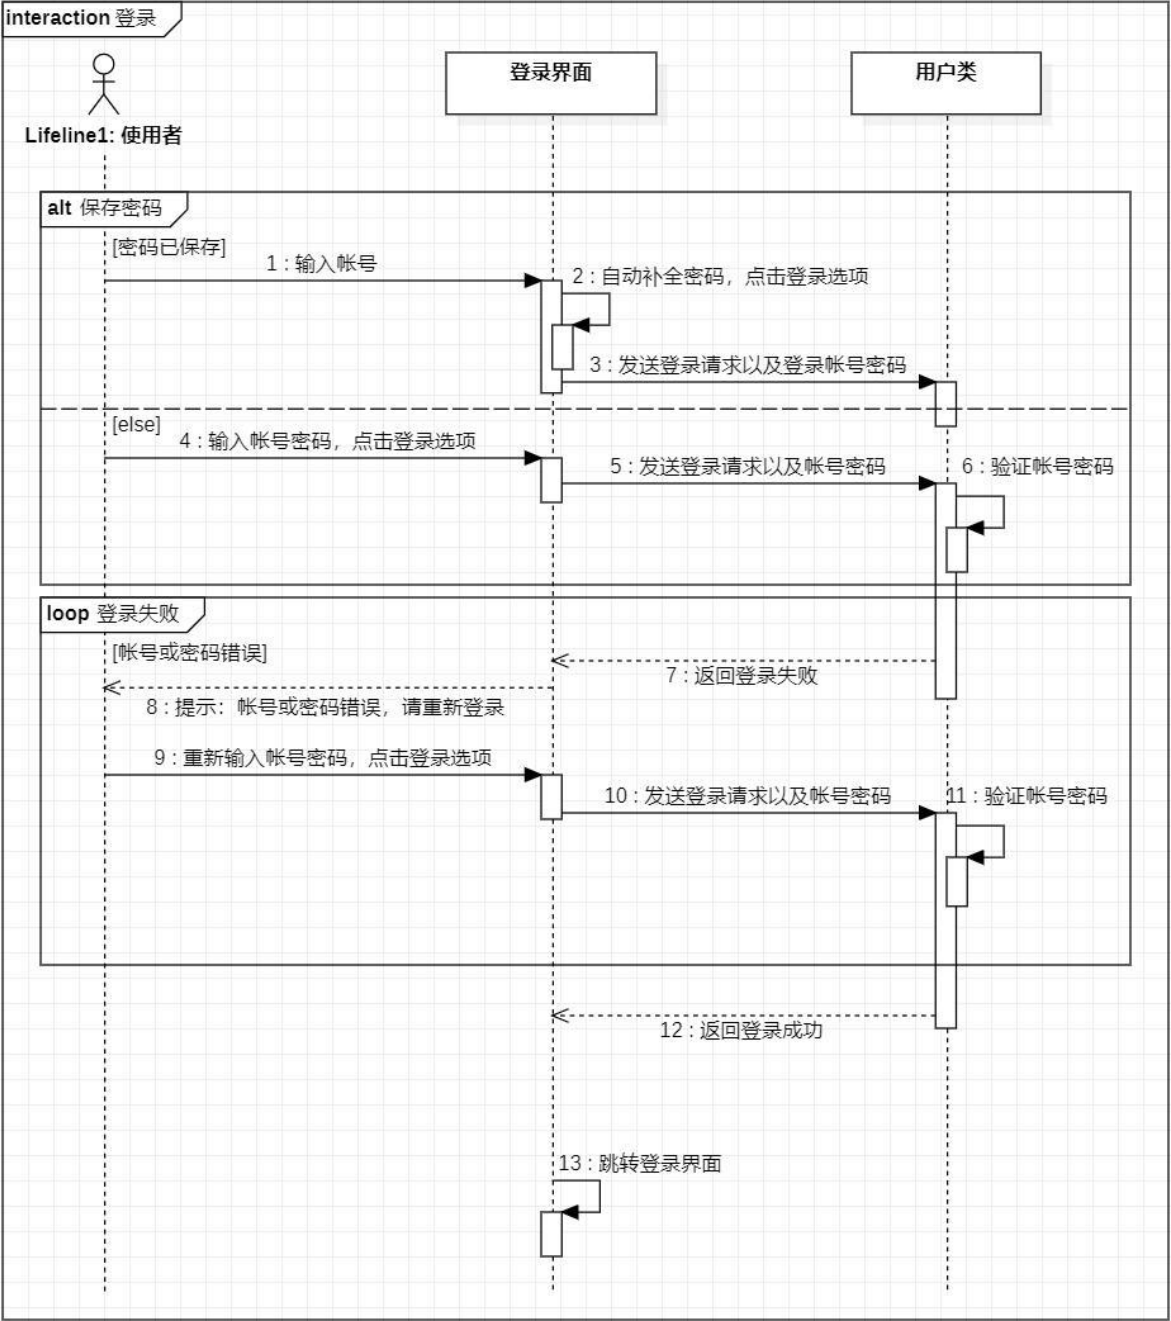 interaction 登录
登录界面
用户类
Lifeline1: 使用者
alt 保存密码
[密码已保存]
1 : 输入帐号
2 : 自动补全密码，点击登录选项
3 : 发送登录请求以及登录帐号密码
[else]
4 : 输入帐号密码，点击登录选项
5 : 发送登录请求以及帐号密码
6 : 验证帐号密码
loop 登录失败
[帐号或密码错误]
7 : 返回登录失败
8 : 提示：帐号或密码错误，请重新登录
9 : 重新输入帐号密码，点击登录选项
10 : 发送登录请求以及帐号密码
11 : 验证帐号密码
12 : 返回登录成功
13 : 跳转登录界面